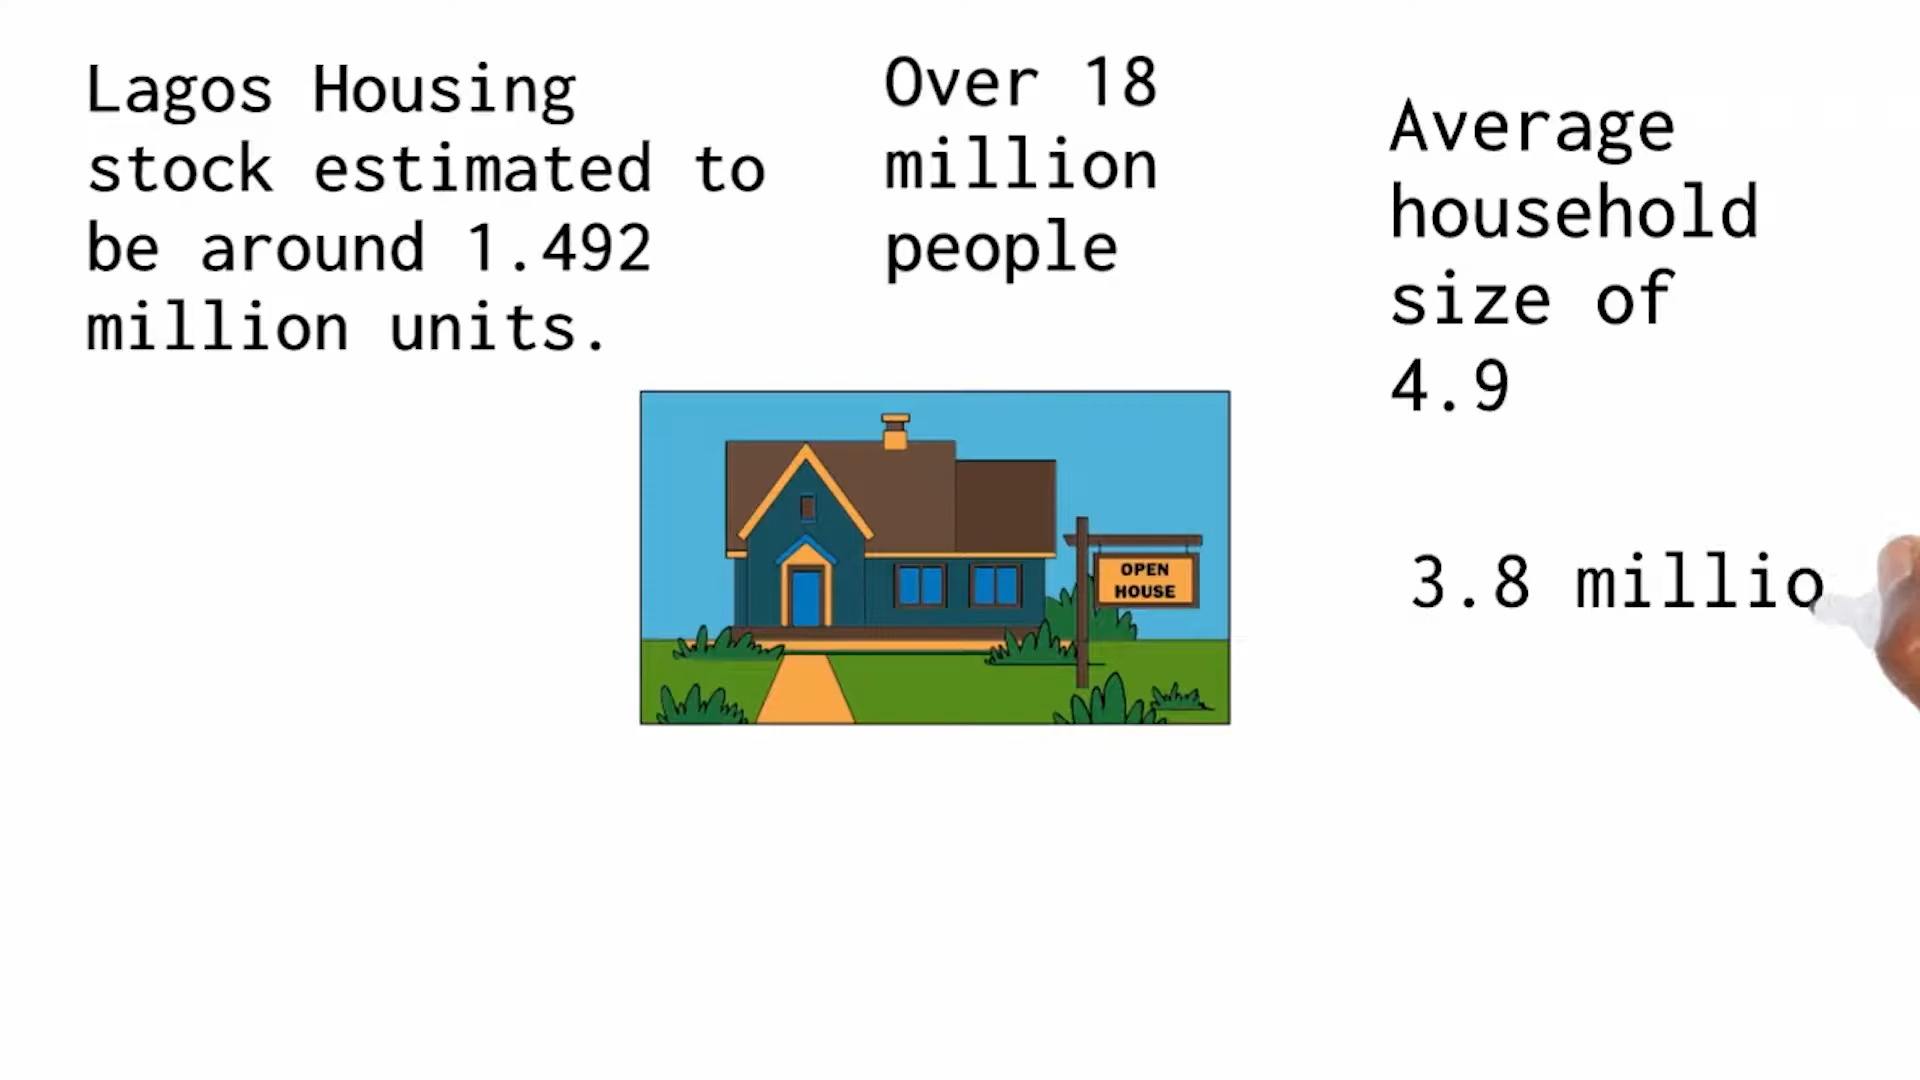 Lagos Housing
stock estimated to
be around 1.492
million units.
Over 18
million
people
Average
household
size of
4.9
OPEN
HOUSE
3.8 millio